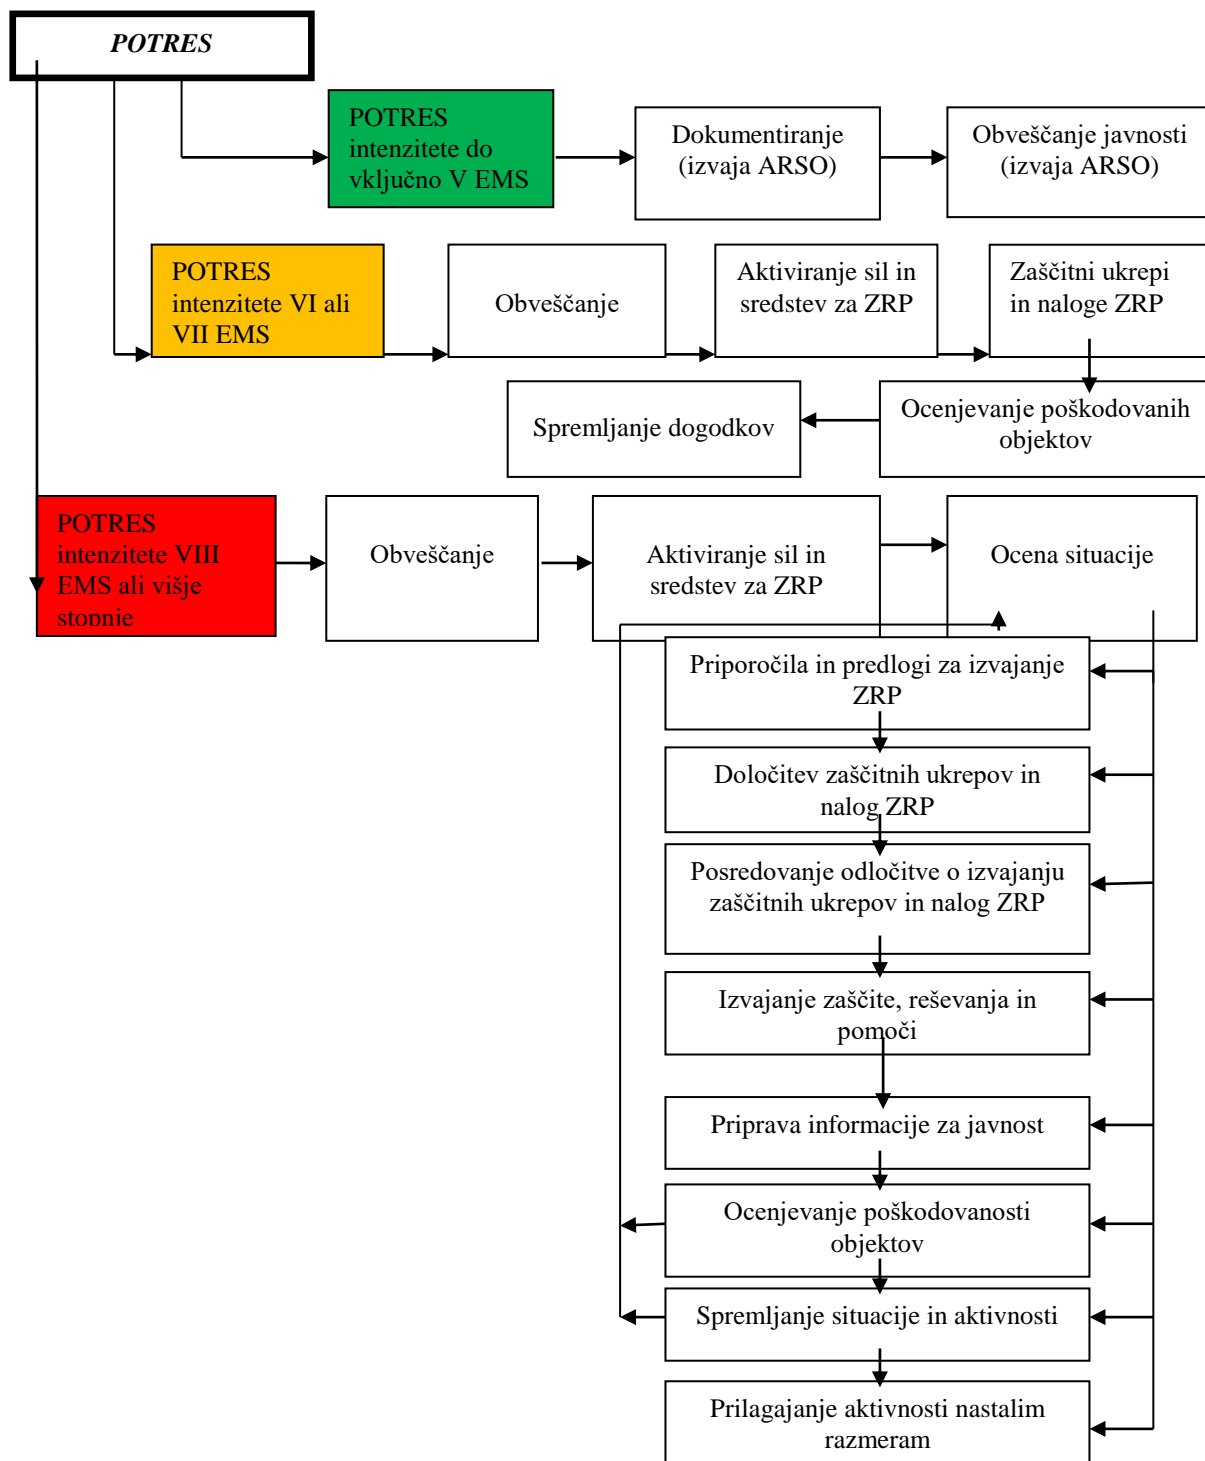 POTRES
POTRES
intenzitete do
vključno V EMS
Dokumentiranje
(izvaja ARSO)
Obveščanje javnosti
(izvaja ARSO)
POTRES
intenzitete VI ali
VII EMS
Obveščanje
Aktiviranje sil in
sredstev za ZRP
Zaščitni ukrepi
in naloge ZRP
Ocenjevanje poškodovanih
objektov
Spremljanje dogodkov
POTRES
intenzitete VIII
EMS ali višje
stopnje
Obveščanje
Aktiviranje sil in
sredstev za ZRP
Ocena situacije
Priporočila in predlogi za izvajanje
ZRP
Določitev zaščitnih ukrepov in
nalog ZRP
Posredovanje odločitve o izvajanju
zaščitnih ukrepov in nalog ZRP
Izvajanje zaščite, reševanja in
pomoči
Priprava informacije za javnost
Ocenjevanje poškodovanosti
objektov
Spremljanje situacije in aktivnosti
Prilagajanje aktivnosti nastalim
razmeram